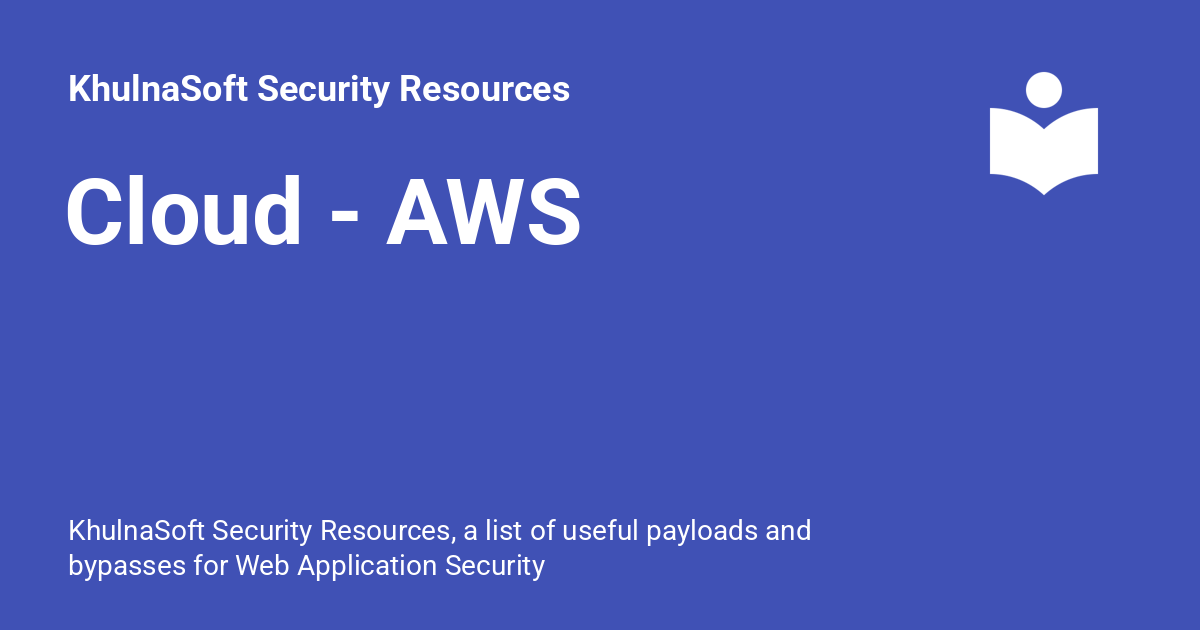 KhulnaSoft Security Resources
Cloud - AWS
KhulnaSoft Security Resources, a list of useful payloads and
bypasses for Web Application Security